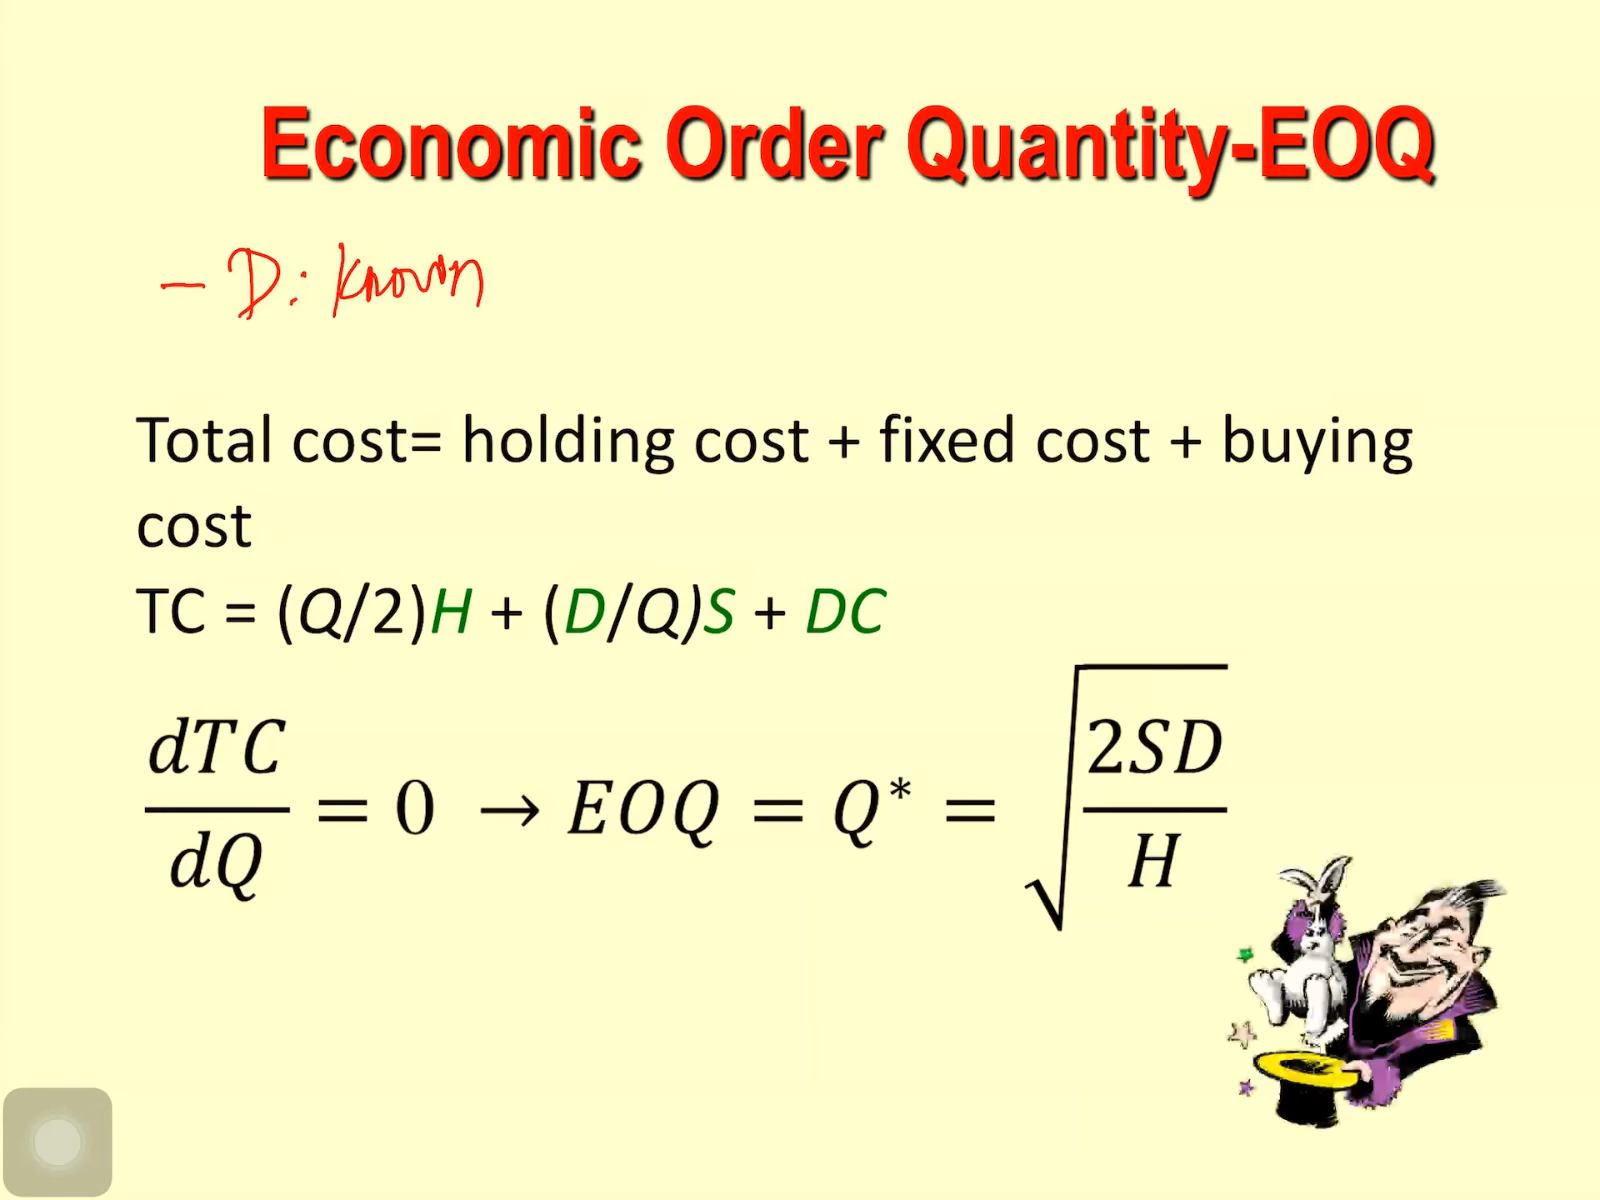 Economic Order Quantity-EOQ
– D: known
Total cost= holding cost + fixed cost + buying
cost
TC = (Q/2)H + (D/Q)S + DC
dTC/dQ = 0 → EOQ = Q* = √(2SD/H)